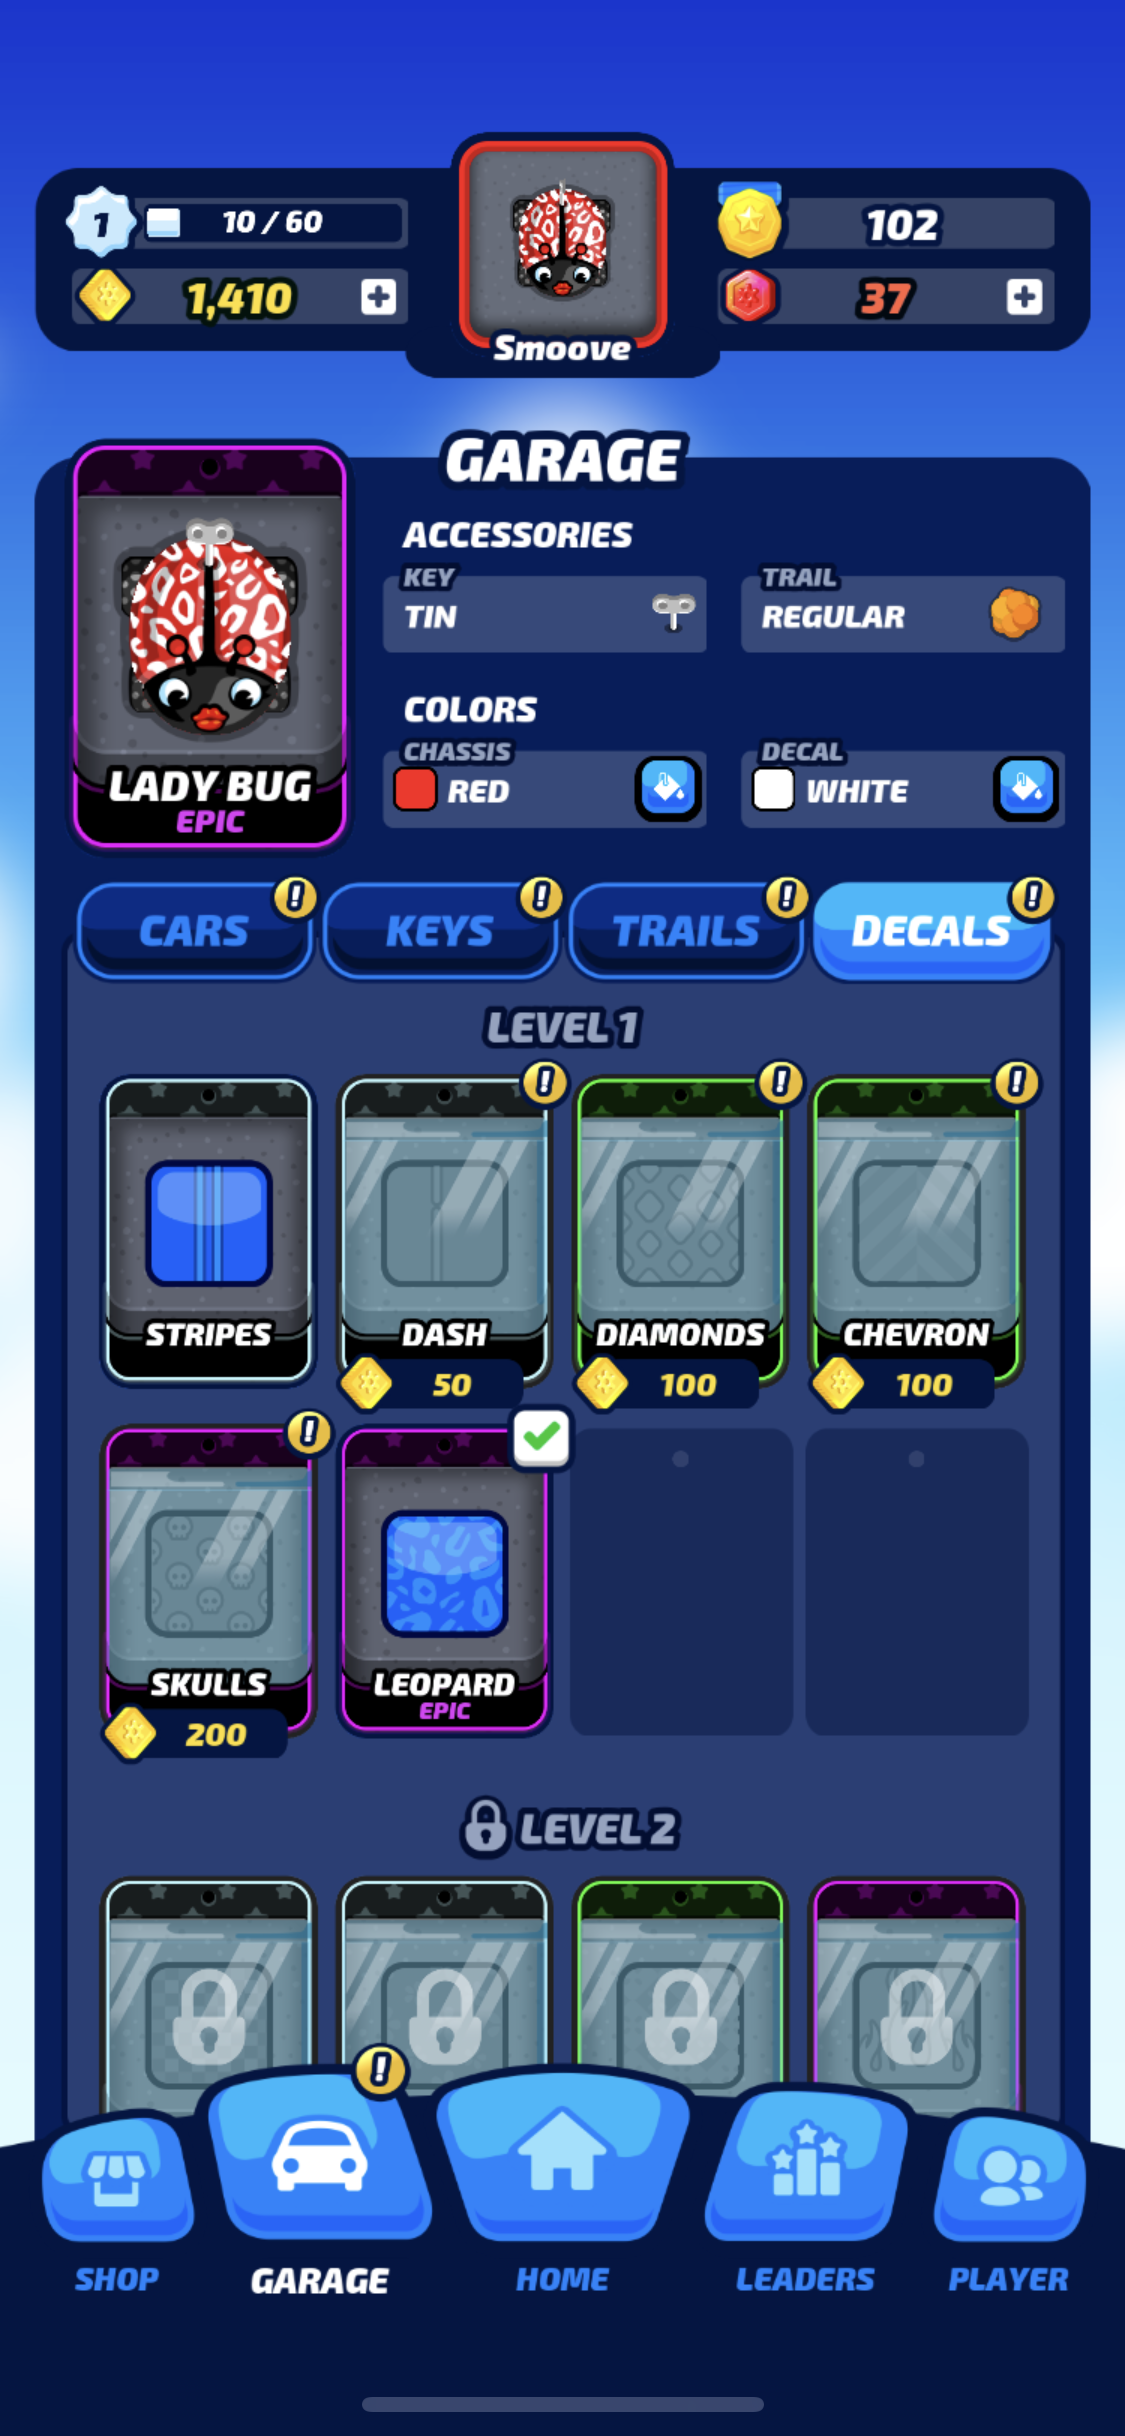 1
10 / 60
102
1,410
37
Smoove
GARAGE
ACCESSORIES
KEY
TIN
TRAIL
REGULAR
COLORS
CHASSIS
RED
DECAL
WHITE
LADY BUG
EPIC
CARS
KEYS
TRAILS
DECALS
LEVEL 1
STRIPES
DASH
DIAMONDS
CHEVRON
50
100
100
SKULLS
LEOPARD
EPIC
200
LEVEL 2
SHOP
GARAGE
HOME
LEADERS
PLAYER